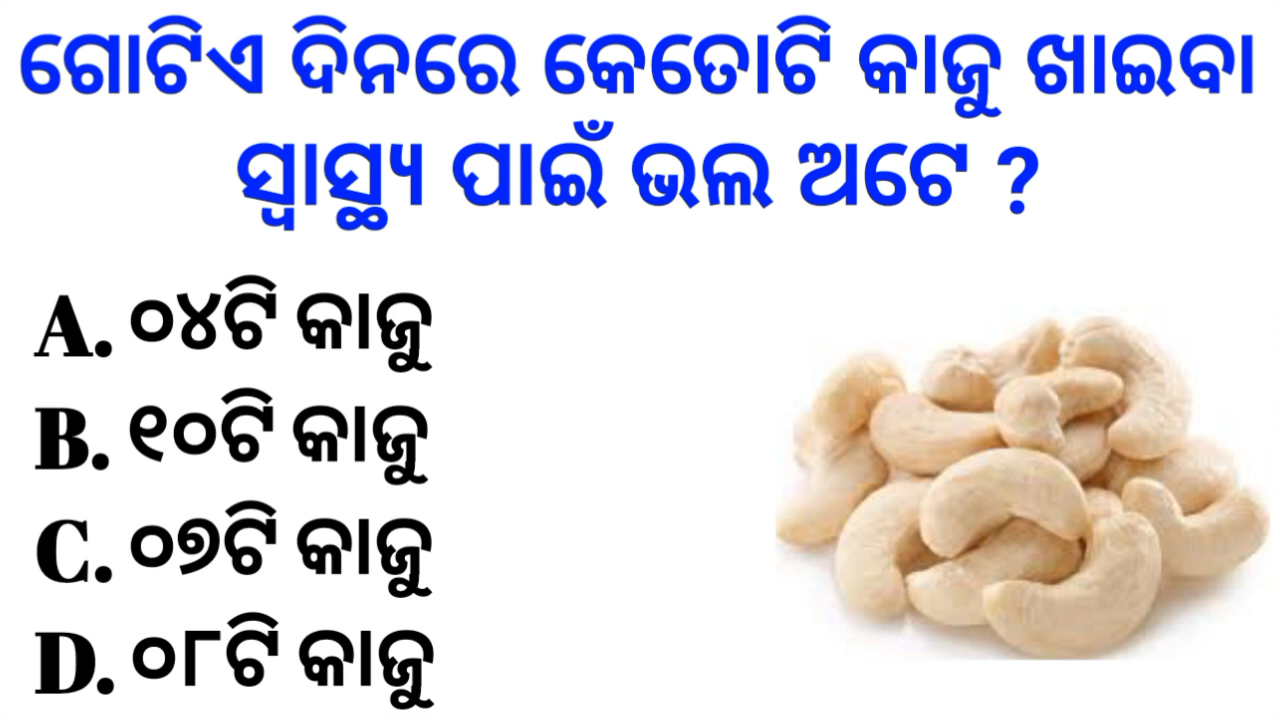 ଗୋଟିଏ ଦିନରେ କେତୋଟି କାଜୁ ଖାଇବା
ସ୍ୱାସ୍ଥ୍ୟ ପାଇଁ ଭଲ ଅଟେ ?
A. ୦୪ଟି କାଜୁ
B. ୧୦ଟି କାଜୁ
C. ୦୭ଟି କାଜୁ
D. ୦୮ଟି କାଜୁ